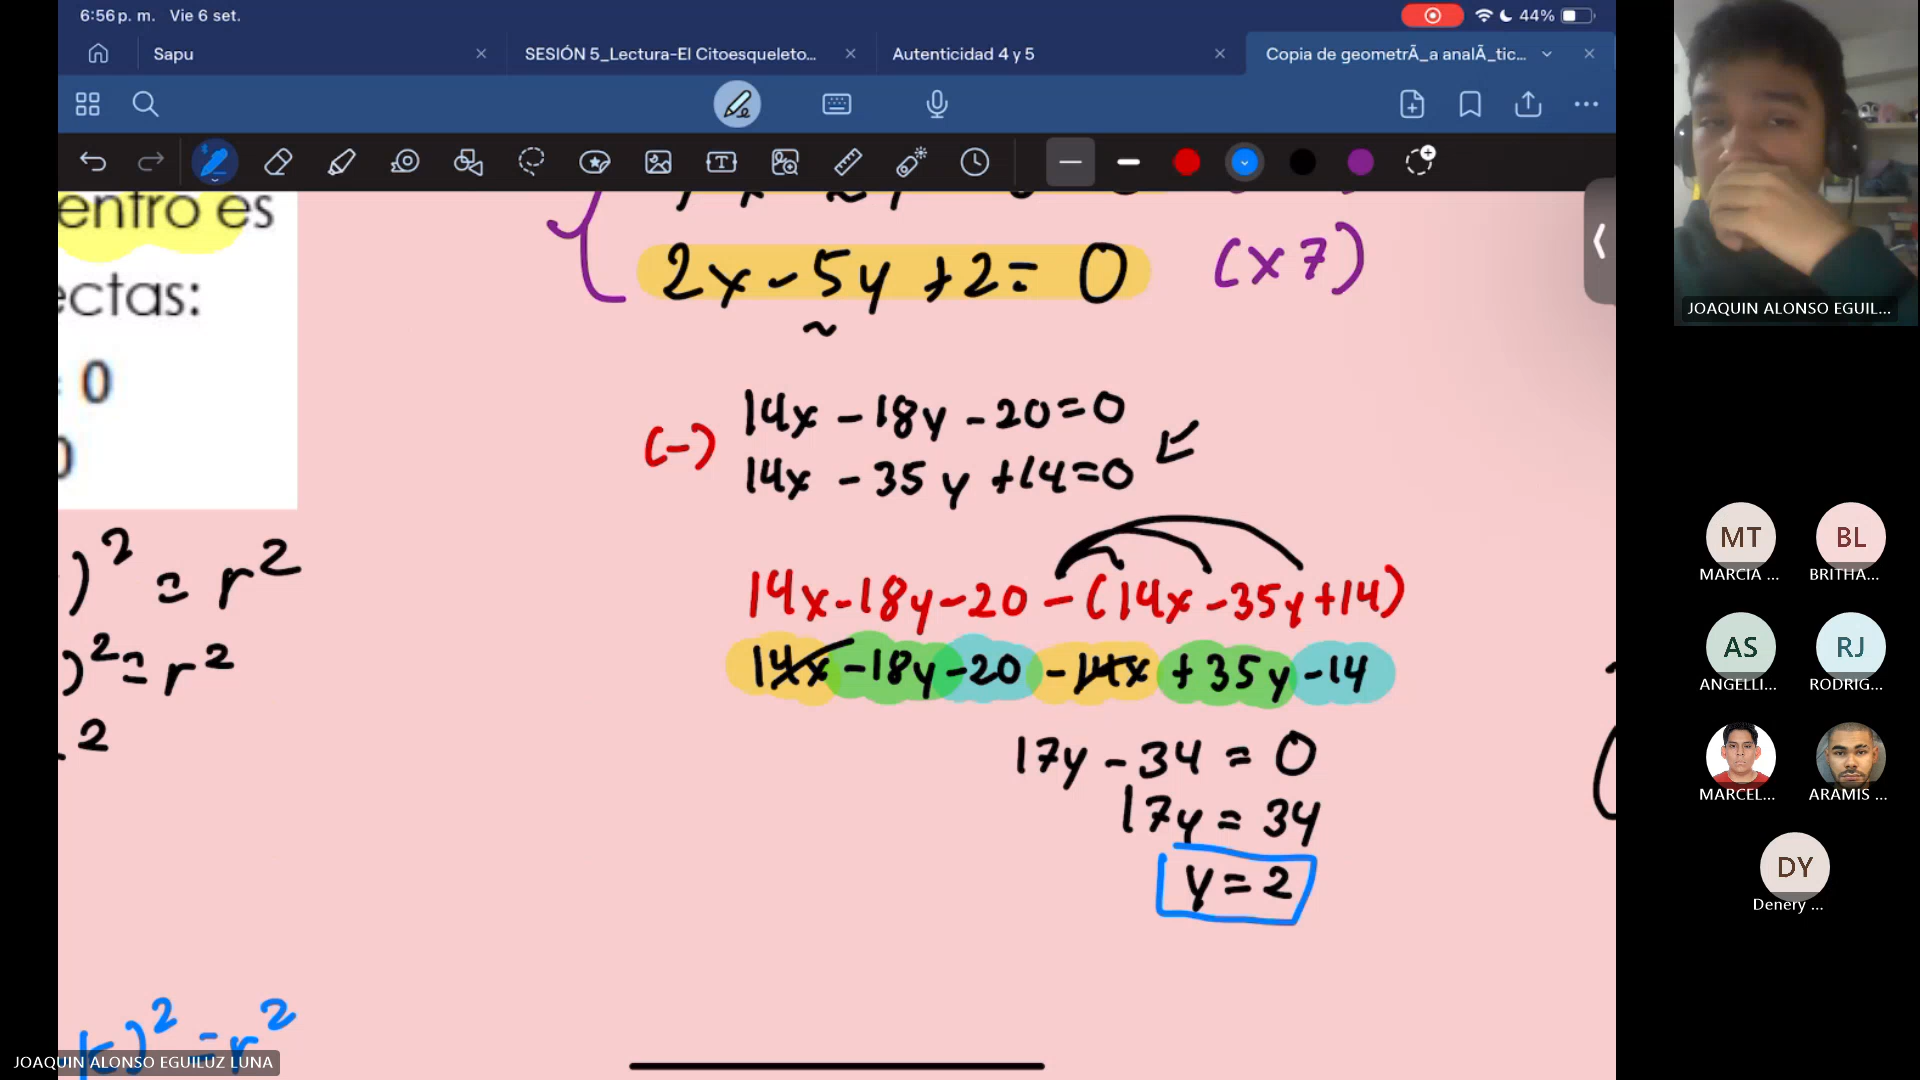 6:56 p. m. Vie 6 set.
44%
Sapu
SESIÓN 5_Lectura-El Citoesqueleto...
Autenticidad 4 y 5
Copia de geometrÃ_a analÃ_tic...
entro es
ectas:
= 0
0
)² = r²
)² = r²
²
k)² = r²
2x - 5y + 2 = 0 (x7)
(-)
14x - 18y - 20 = 0
14x - 35y + 14 = 0
14x - 18y - 20 - (14x - 35y + 14)
14x - 18y - 20 - 14x + 35y - 14
17y - 34 = 0
17y = 34
y = 2
JOAQUIN ALONSO EGUILUZ LUNA
JOAQUIN ALONSO EGUIL...
MT
MARCIA ...
BL
BRITHA...
AS
ANGELLI...
RJ
RODRIG...
MARCEL...
ARAMIS ...
DY
Denery ...